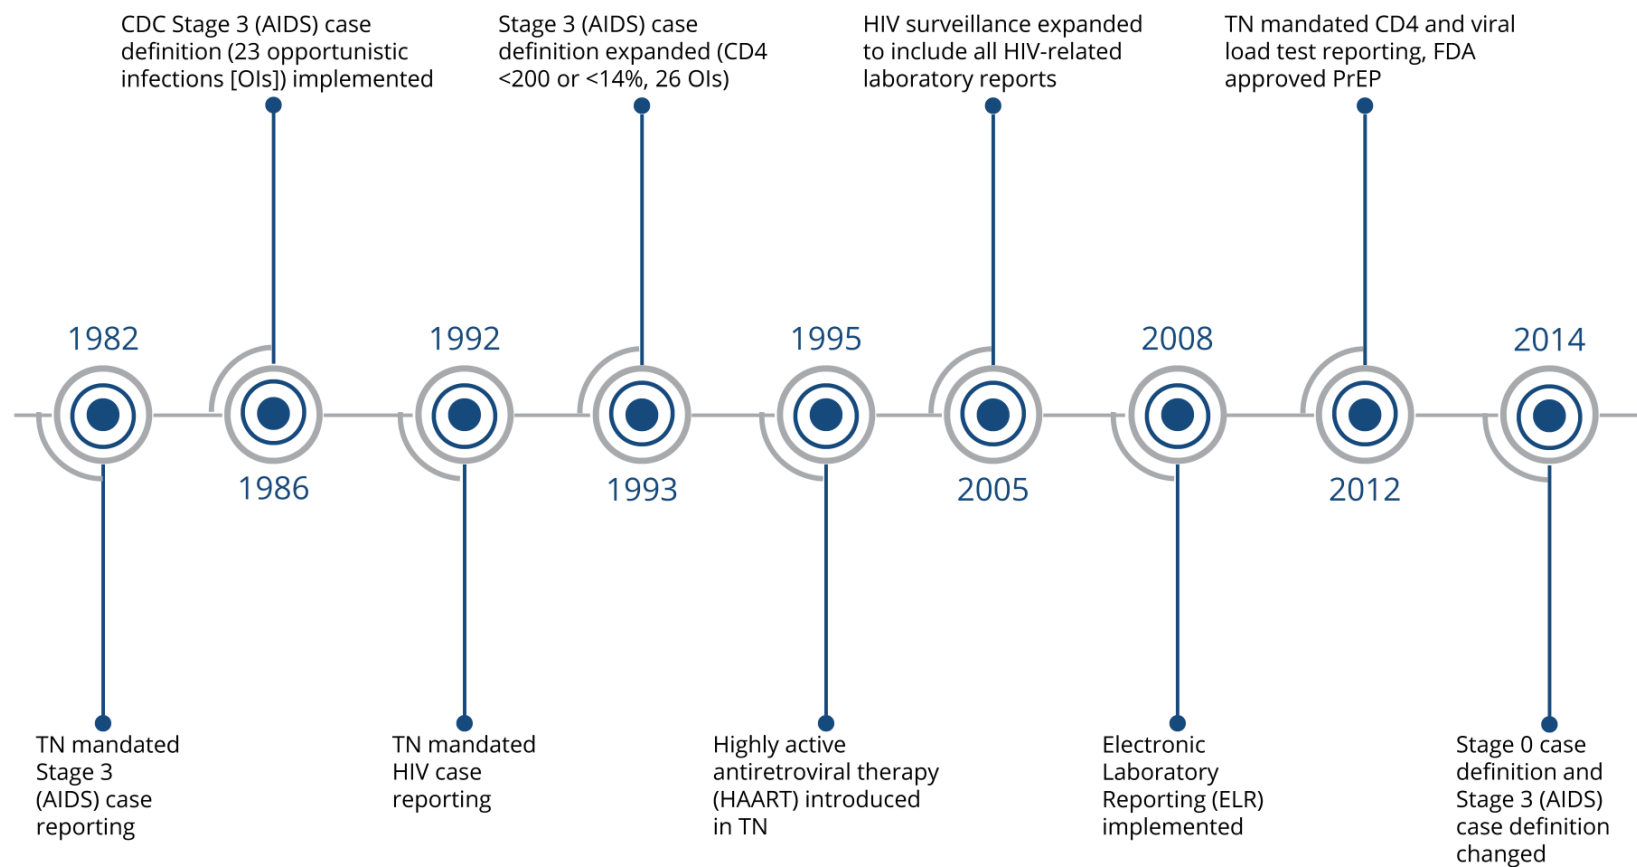 CDC Stage 3 (AIDS) case
definition (23 opportunistic
infections [OIs]) implemented
Stage 3 (AIDS) case
definition expanded (CD4
<200 or <14%, 26 OIs)
HIV surveillance expanded
to include all HIV-related
laboratory reports
TN mandated CD4 and viral
load test reporting, FDA
approved PrEP
1982
1986
1992
1993
1995
2005
2008
2012
2014
TN mandated
Stage 3
(AIDS) case
reporting
TN mandated
HIV case
reporting
Highly active
antiretroviral therapy
(HAART) introduced
in TN
Electronic
Laboratory
Reporting (ELR)
implemented
Stage 0 case
definition and
Stage 3 (AIDS)
case definition
changed